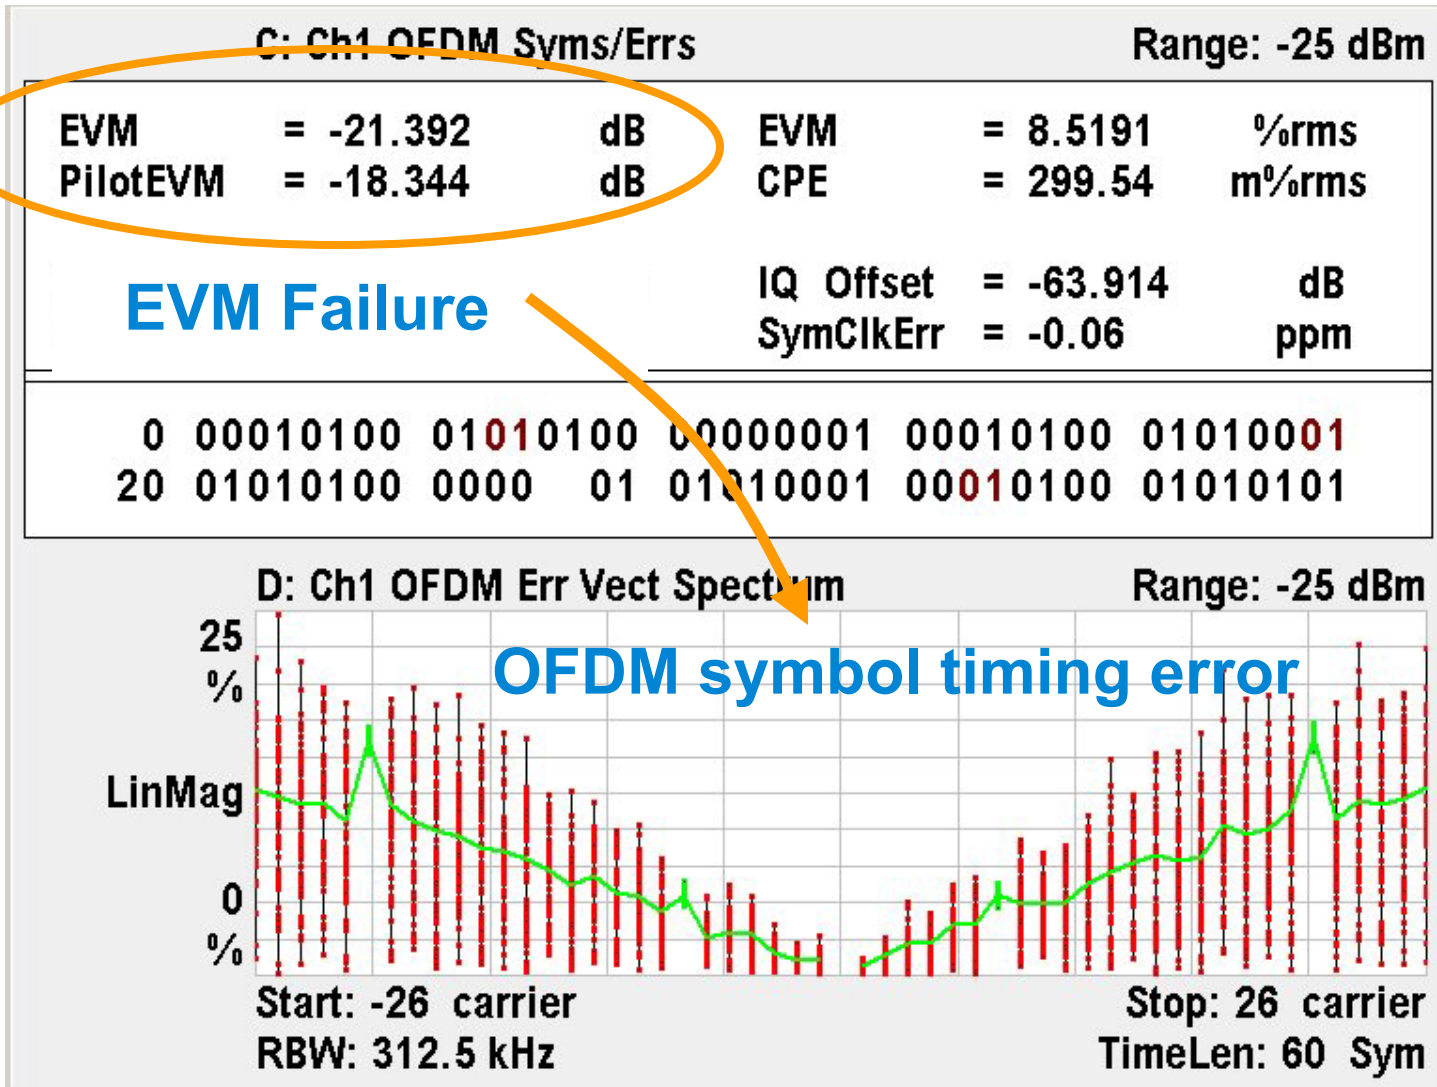 C: Ch1 OFDM Syms/Errs Range: -25 dBm
EVM = -21.392 dB EVM = 8.5191 %rms
PilotEVM = -18.344 dB CPE = 299.54 m%rms
IQ Offset = -63.914 dB
EVM Failure
SymClkErr = -0.06 ppm
0 00010100 01010100 00000001 00010100 01010001
20 01010100 0000 01 01010001 00010100 01010101
D: Ch1 OFDM Err Vect Spectrum Range: -25 dBm
25
%
OFDM symbol timing error
LinMag
0
%
Start: -26 carrier Stop: 26 carrier
RBW: 312.5 kHz TimeLen: 60 Sym